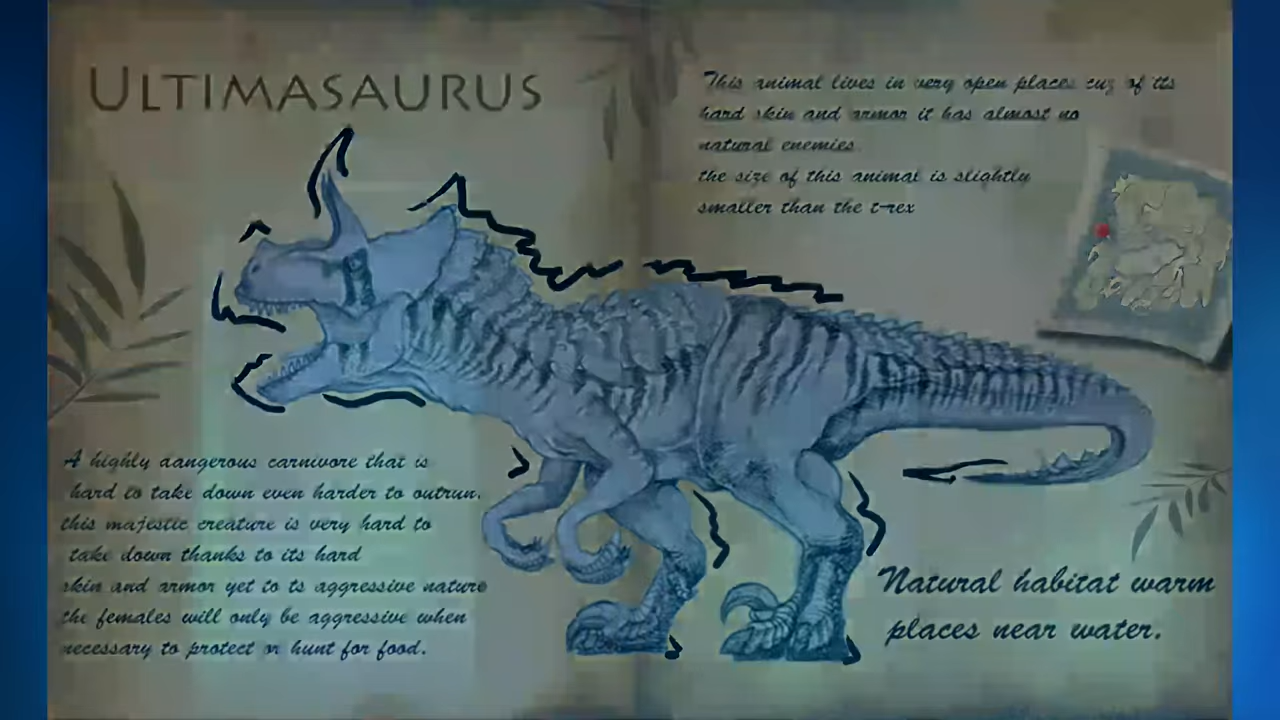 ULTIMASAURUS
This animal lives in very open places cuz of its
hard skin and armor it has almost no
natural enemies
the size of this animal is slightly
smaller than the t-rex
A highly dangerous carnivore that is
hard to take down even harder to outrun.
this majestic creature is very hard to
take down thanks to its hard
skin and armor yet to ts aggressive nature
the females will only be aggressive when
necessary to protect or hunt for food.
Natural habitat warm
places near water.